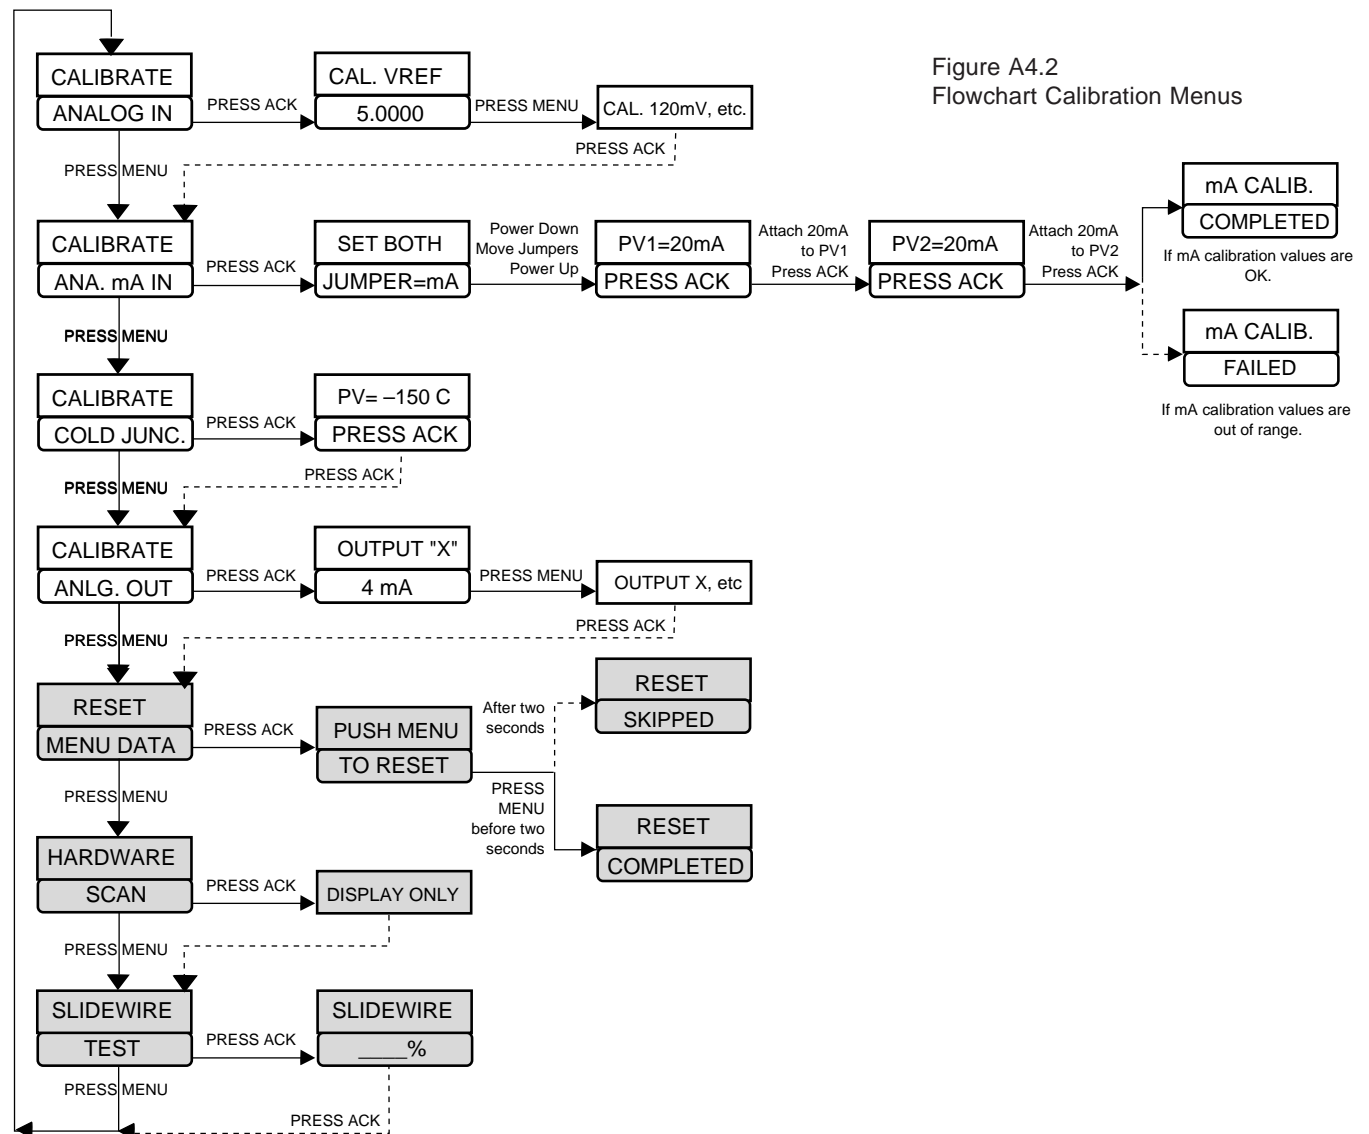 Figure A4.2
Flowchart Calibration Menus
CALIBRATE
ANALOG IN
PRESS ACK
CAL. VREF
5.0000
PRESS MENU
CAL. 120mV, etc.
PRESS ACK
PRESS MENU
CALIBRATE
ANA. mA IN
PRESS ACK
SET BOTH
JUMPER=mA
Power Down
Move Jumpers
Power Up
PV1=20mA
PRESS ACK
Attach 20mA
to PV1
Press ACK
PV2=20mA
PRESS ACK
Attach 20mA
to PV2
Press ACK
mA CALIB.
COMPLETED
If mA calibration values are
OK.
mA CALIB.
FAILED
If mA calibration values are
out of range.
PRESS MENU
CALIBRATE
COLD JUNC.
PRESS ACK
PV= –150 C
PRESS ACK
PRESS ACK
PRESS MENU
CALIBRATE
ANLG. OUT
PRESS ACK
OUTPUT "X"
4 mA
PRESS MENU
OUTPUT X, etc
PRESS ACK
PRESS MENU
RESET
MENU DATA
PRESS ACK
PUSH MENU
TO RESET
After two
seconds
RESET
SKIPPED
PRESS
MENU
before two
seconds
RESET
COMPLETED
PRESS MENU
HARDWARE
SCAN
PRESS ACK
DISPLAY ONLY
PRESS MENU
SLIDEWIRE
TEST
PRESS ACK
SLIDEWIRE
____%
PRESS MENU
PRESS ACK